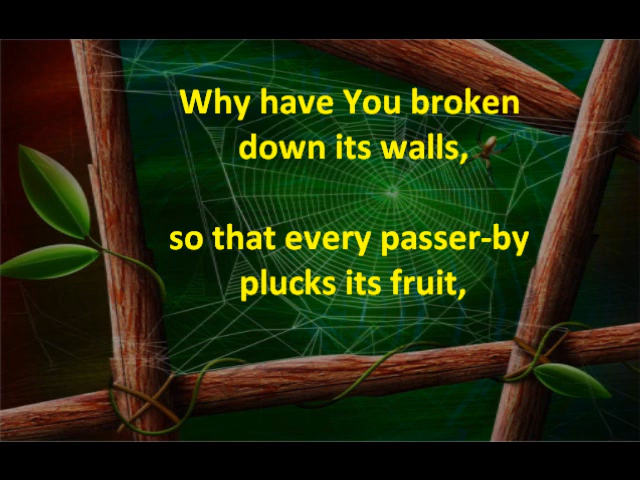 Why have You broken
down its walls,
so that every passer-by
plucks its fruit,